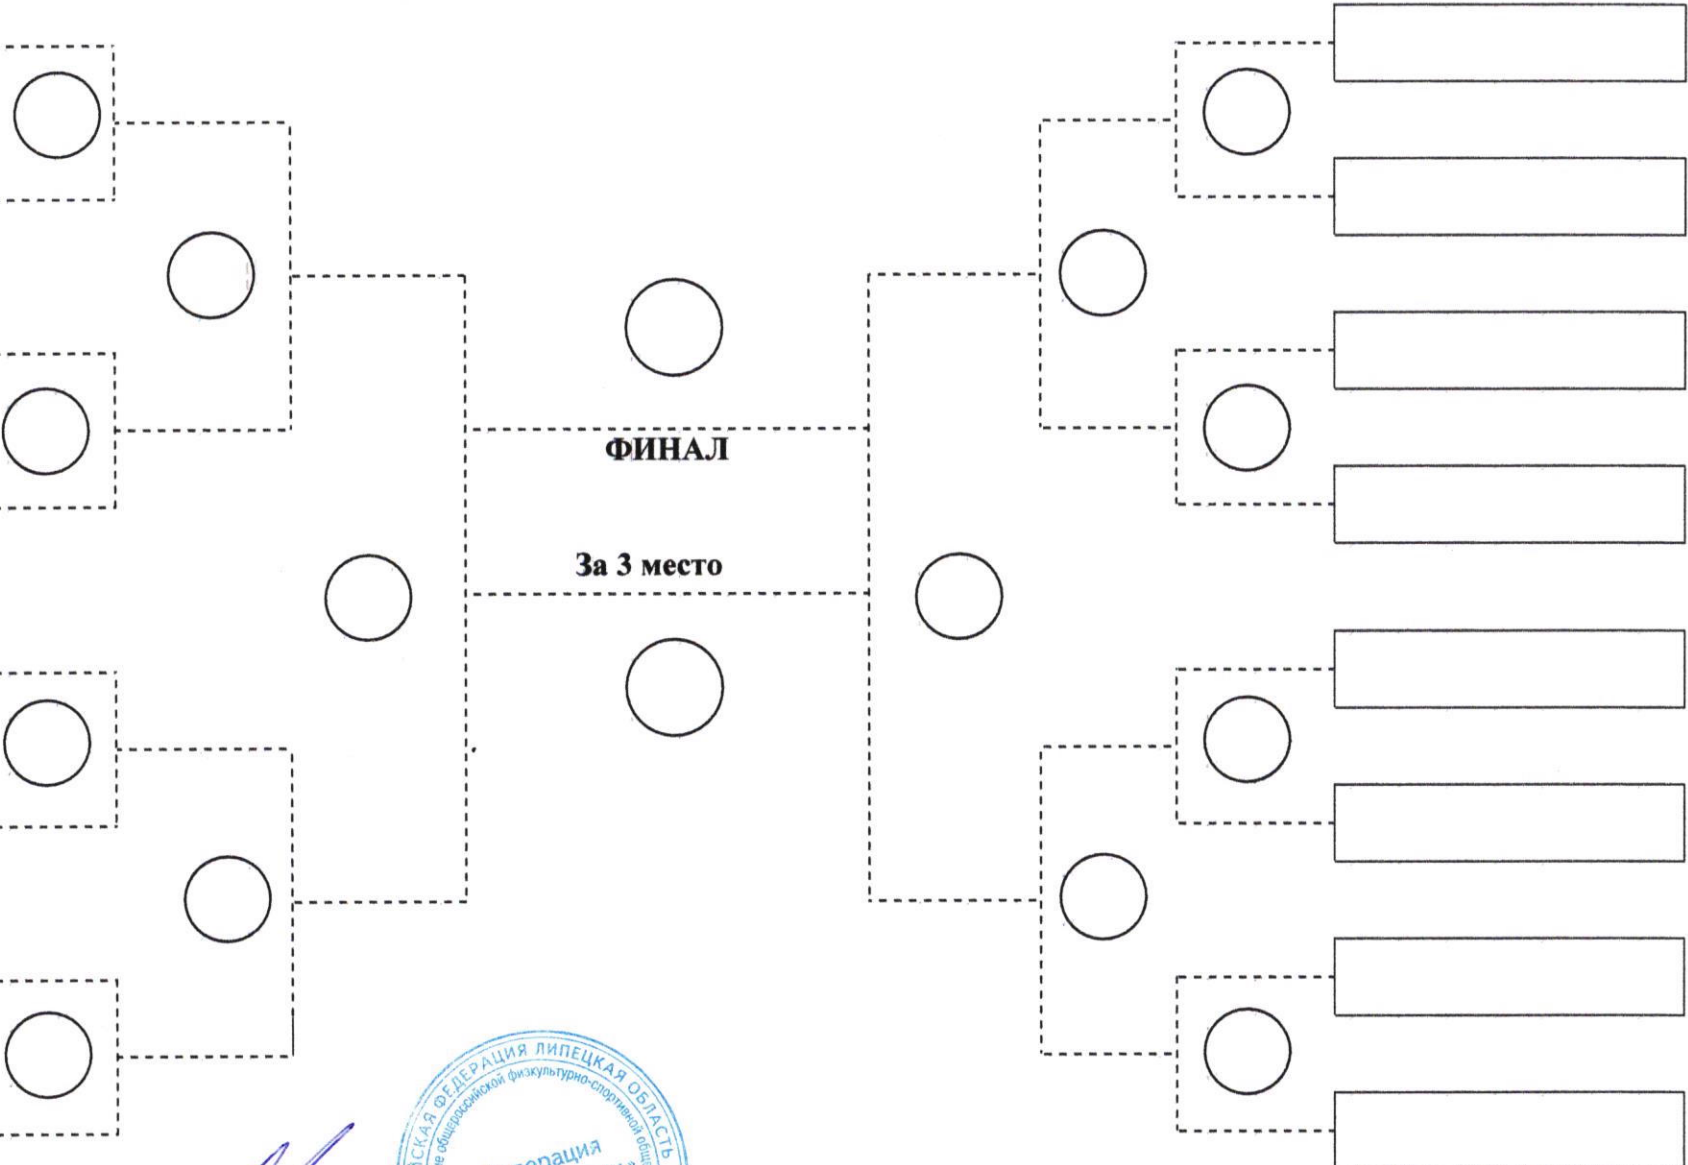 ФИНАЛ
За 3 место
ФЕДЕРАЦИЯ ЛИПЕЦКАЯ ОБЛАСТЬ
общероссийской физкультурно-спортивной